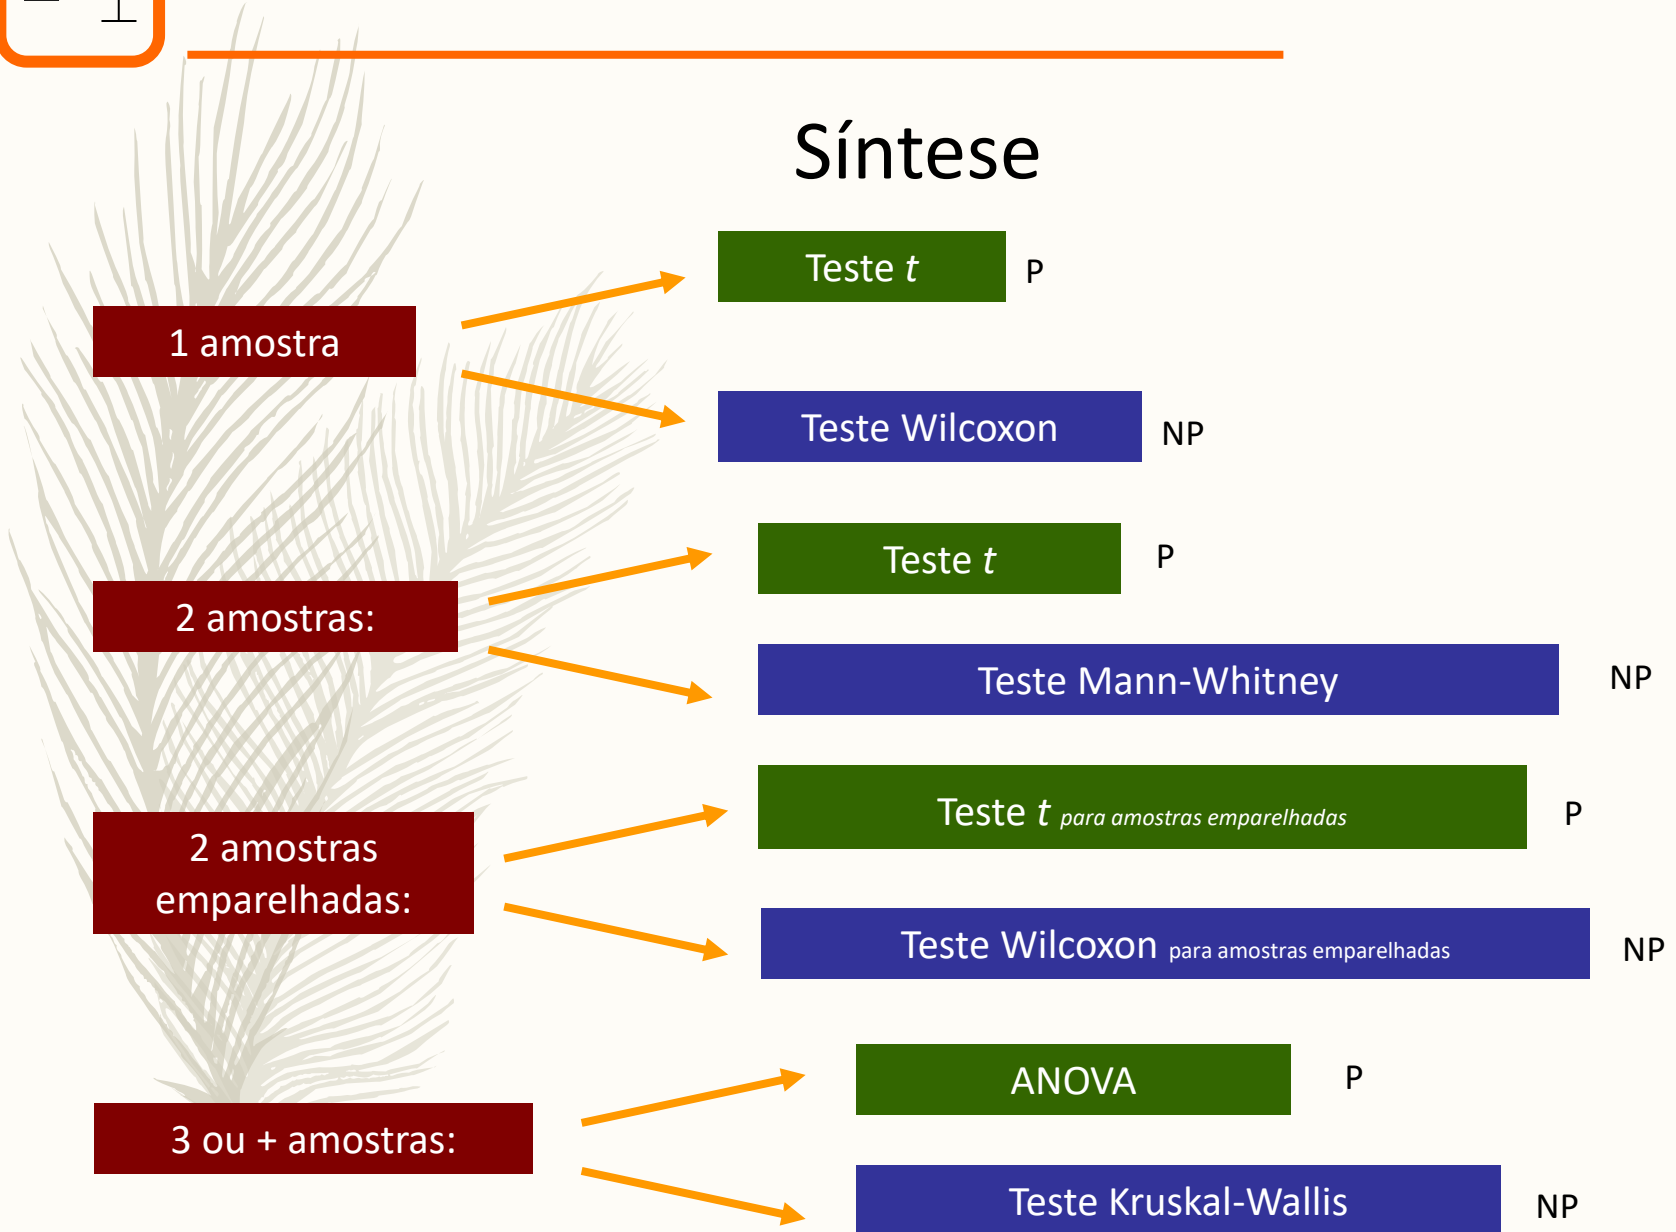 Síntese
Teste t P
1 amostra
Teste Wilcoxon NP
Teste t P
2 amostras:
Teste Mann-Whitney NP
Teste t para amostras emparelhadas P
2 amostras
emparelhadas:
Teste Wilcoxon para amostras emparelhadas NP
ANOVA P
3 ou + amostras:
Teste Kruskal-Wallis NP